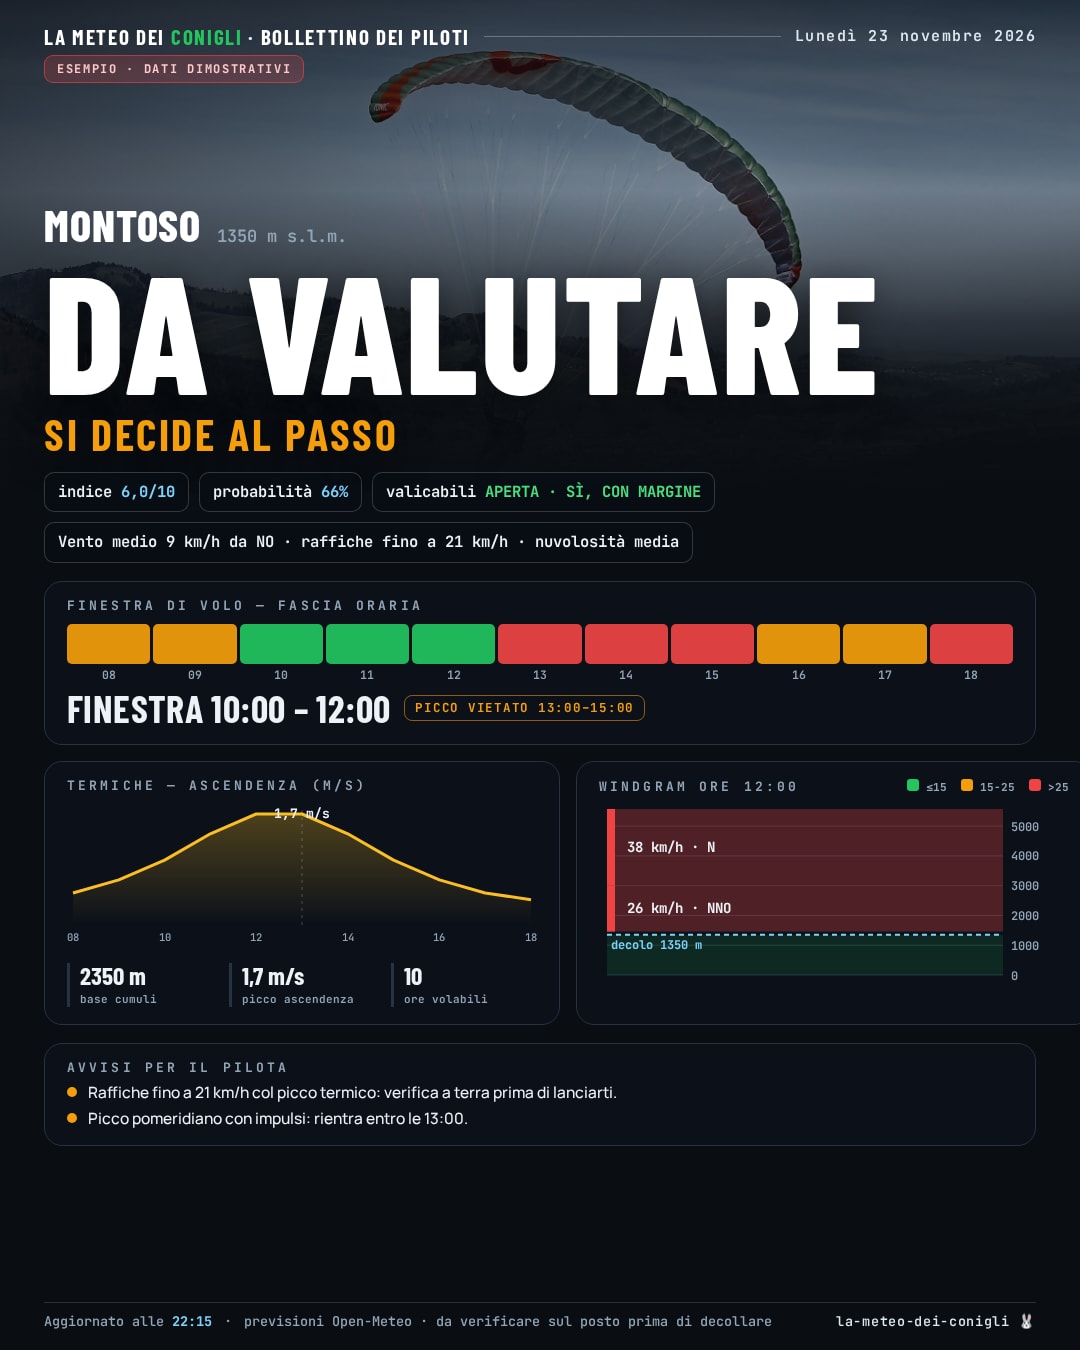 LA METEO DEI CONIGLI · BOLLETTINO DEI PILOTI
Lunedì 23 novembre 2026
ESEMPIO · DATI DIMOSTRATIVI
MONTOSO 1350 m s.l.m.
DA VALUTARE
SI DECIDE AL PASSO
indice 6,0/10
probabilità 66%
valicabili APERTA · SÌ, CON MARGINE
Vento medio 9 km/h da NO · raffiche fino a 21 km/h · nuvolosità media
FINESTRA DI VOLO — FASCIA ORARIA
08 09 10 11 12 13 14 15 16 17 18
FINESTRA 10:00 – 12:00
PICCO VIETATO 13:00–15:00
TERMICHE — ASCENDENZA (M/S)
1,7 m/s
08 10 12 14 16 18
2350 m
base cumuli
1,7 m/s
picco ascendenza
10
ore volabili
WINDGRAM ORE 12:00
≤15 15-25 >25
38 km/h · N
26 km/h · NNO
decolo 1350 m
5000
4000
3000
2000
1000
0
AVVISI PER IL PILOTA
Raffiche fino a 21 km/h col picco termico: verifica a terra prima di lanciarti.
Picco pomeridiano con impulsi: rientra entro le 13:00.
Aggiornato alle 22:15 · previsioni Open-Meteo · da verificare sul posto prima di decollare
la-meteo-dei-conigli 🐰